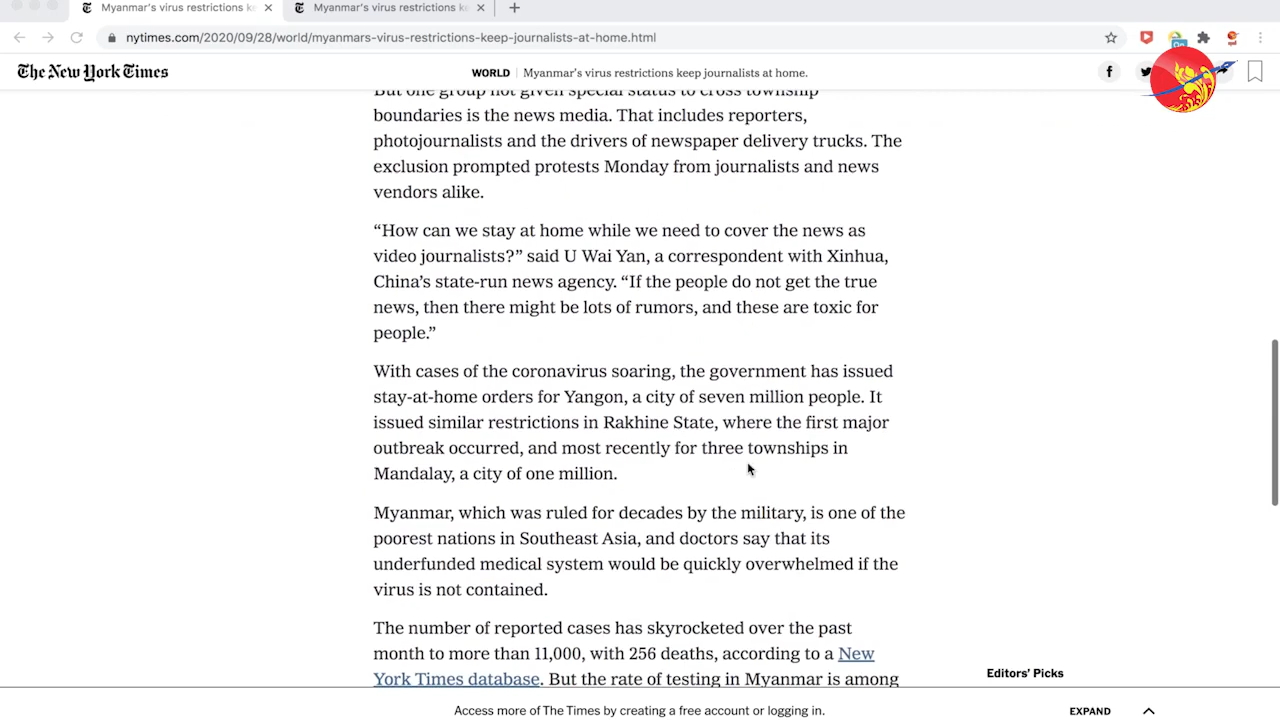 Myanmar's virus restrictions ke
Myanmar's virus restrictions ke
nytimes.com/2020/09/28/world/myanmars-virus-restrictions-keep-journalists-at-home.html
The New York Times
WORLD | Myanmar's virus restrictions keep journalists at home.
But one group not given special status to cross township
boundaries is the news media. That includes reporters,
photojournalists and the drivers of newspaper delivery trucks. The
exclusion prompted protests Monday from journalists and news
vendors alike.
“How can we stay at home while we need to cover the news as
video journalists?” said U Wai Yan, a correspondent with Xinhua,
China’s state-run news agency. “If the people do not get the true
news, then there might be lots of rumors, and these are toxic for
people.”
With cases of the coronavirus soaring, the government has issued
stay-at-home orders for Yangon, a city of seven million people. It
issued similar restrictions in Rakhine State, where the first major
outbreak occurred, and most recently for three townships in
Mandalay, a city of one million.
Myanmar, which was ruled for decades by the military, is one of the
poorest nations in Southeast Asia, and doctors say that its
underfunded medical system would be quickly overwhelmed if the
virus is not contained.
The number of reported cases has skyrocketed over the past
month to more than 11,000, with 256 deaths, according to a New
York Times database. But the rate of testing in Myanmar is among
Editors’ Picks
Access more of The Times by creating a free account or logging in.
EXPAND